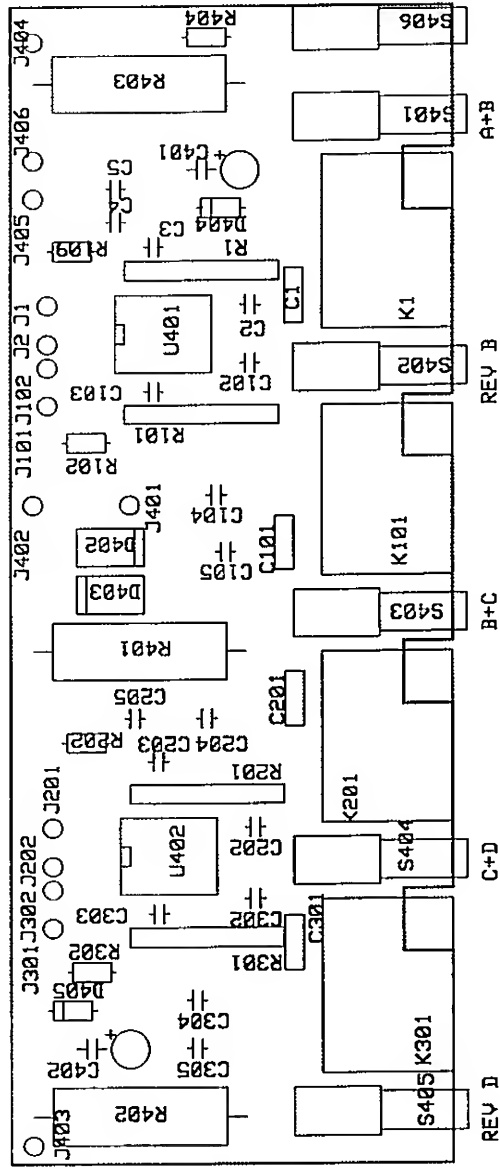 J404
R404
S406
R403
S401
A+B
J406
J405
C5
C4
C401
+
D404
R109
C3
R1
K1
C1
J1
J2
U401
C2
J102
J101
C103
C102
S402
REV B
R101
R102
K101
J402
J401
C104
D402
C105
C101
D403
S403
B+C
R401
C205
C201
R202
C203
C204
K201
J201
R201
U402
C202
S404
C+D
J202
J302
J301
C303
C302
C301
R301
R302
D405
C304
K301
+
C402
C305
S405
R402
J403
REV D